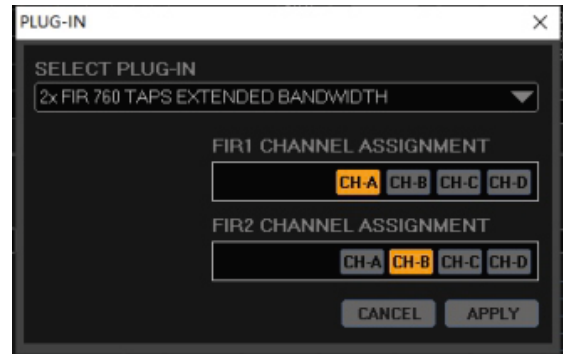 PLUG-IN
SELECT PLUG-IN
2x FIR 760 TAPS EXTENDED BANDWIDTH
FIR1 CHANNEL ASSIGNMENT
CH-A CH-B CH-C CH-D
FIR2 CHANNEL ASSIGNMENT
CH-A CH-B CH-C CH-D
CANCEL APPLY